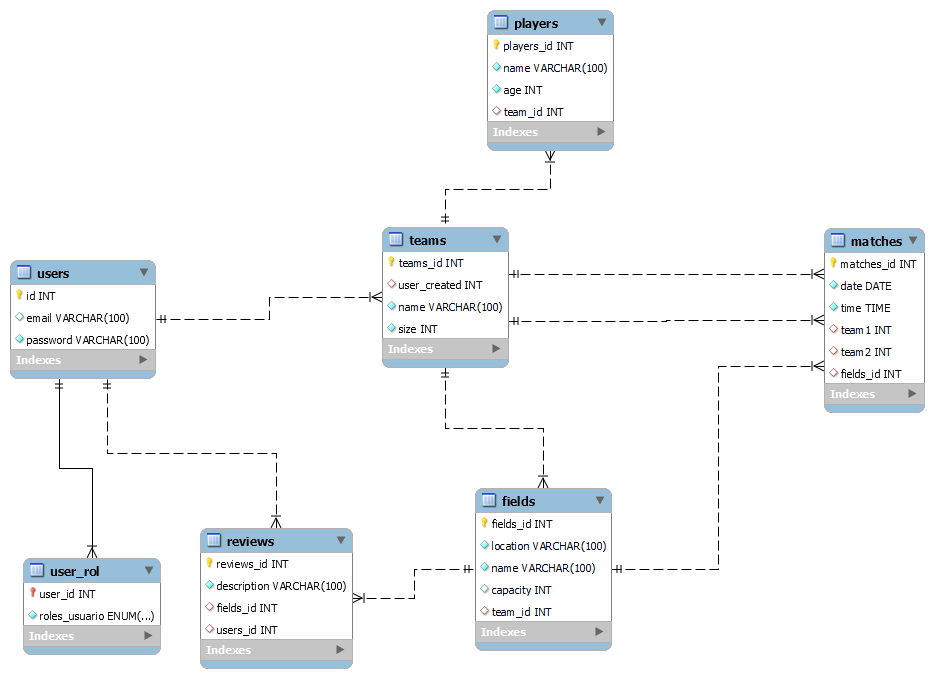 players
players_id INT
name VARCHAR(100)
age INT
team_id INT
Indexes
teams
teams_id INT
user_created INT
name VARCHAR(100)
size INT
Indexes
matches
matches_id INT
date DATE
time TIME
team1 INT
team2 INT
fields_id INT
Indexes
users
id INT
email VARCHAR(100)
password VARCHAR(100)
Indexes
fields
fields_id INT
location VARCHAR(100)
name VARCHAR(100)
capacity INT
team_id INT
Indexes
reviews
reviews_id INT
description VARCHAR(100)
fields_id INT
users_id INT
Indexes
user_rol
user_id INT
roles_usuario ENUM(...)
Indexes